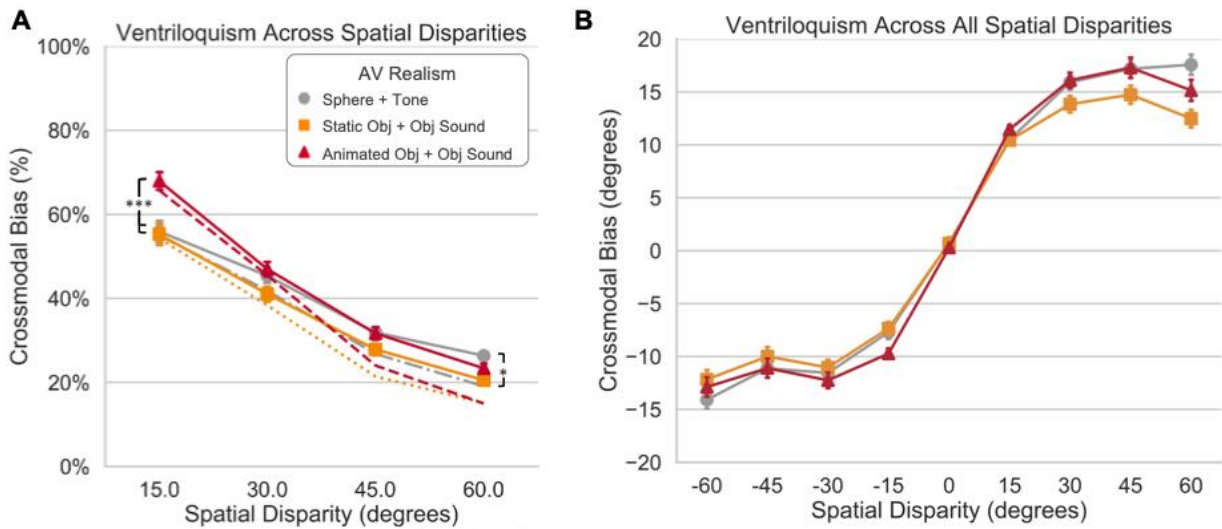 A
Ventriloquism Across Spatial Disparities
100%
80%
60%
40%
20%
0%
Crossmodal Bias (%)
AV Realism
Sphere + Tone
Static Obj + Obj Sound
Animated Obj + Obj Sound
***
*
15.0 30.0 45.0 60.0
Spatial Disparity (degrees)
B
Ventriloquism Across All Spatial Disparities
20
15
10
5
0
−5
−10
−15
−20
Crossmodal Bias (degrees)
-60 -45 -30 -15 0 15 30 45 60
Spatial Disparity (degrees)